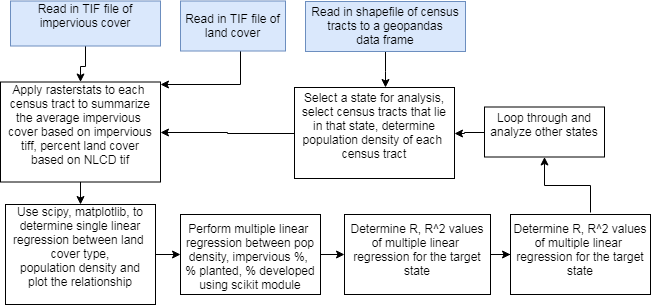 Read in TIF file of
impervious cover
Read in TIF file of
land cover
Read in shapefile of census
tracts to a geopandas
data frame
Apply rasterstats to each
census tract to summarize
the average impervious
cover based on impervious
tiff, percent land cover
based on NLCD tif
Select a state for analysis,
select census tracts that lie
in that state, determine
population density of each
census tract
Loop through and
analyze other states
Use scipy, matplotlib, to
determine single linear
regression between land
cover type,
population density and
plot the relationship
Perform multiple linear
regression between pop
density, impervious %,
% planted, % developed
using scikit module
Determine R, R^2 values
of multiple linear
regression for the target
state
Determine R, R^2 values
of multiple linear
regression for the target
state